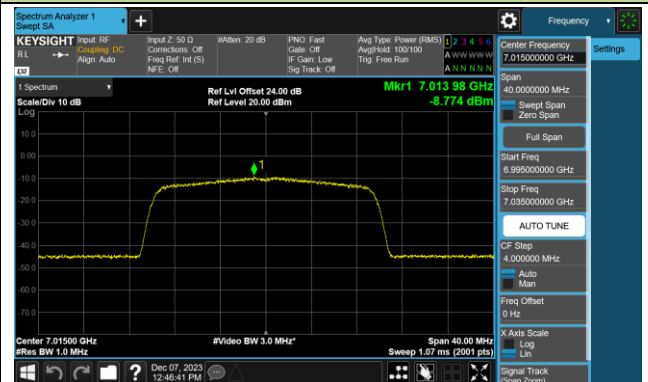 Spectrum Analyzer 1
Swept SA
Frequency
KEYSIGHT
Input: RF
Input Z: 50 Ω
#Atten: 20 dB
PNO: Fast
Avg Type: Power (RMS)
1 2 3 4 5 6
RL
Coupling: DC
Corrections: Off
Gate: Off
Avg|Hold: 100/100
A W W W W W
Align: Auto
Freq Ref: Int (S)
IF Gain: Low
Trig: Free Run
NFE: Off
Sig Track: Off
A N N N N N
1 Spectrum
Scale/Div 10 dB
Ref Lvl Offset 24.00 dB
Ref Level 20.00 dBm
Mkr1 7.013 98 GHz
-8.774 dBm
Log
10.0
0.00
-10.0
-20.0
-30.0
-40.0
-50.0
-60.0
-70.0
1
Center 7.01500 GHz
#Video BW 3.0 MHz*
Span 40.00 MHz
#Res BW 1.0 MHz
Sweep 1.07 ms (2001 pts)
Dec 07, 2023
12:46:41 PM
Center Frequency
7.015000000 GHz
Settings
Span
40.0000000 MHz
Swept Span
Zero Span
Full Span
Start Freq
6.995000000 GHz
Stop Freq
7.035000000 GHz
AUTO TUNE
CF Step
4.000000 MHz
Auto
Man
Freq Offset
0 Hz
X Axis Scale
Log
Lin
Signal Track
(Span Zoom)